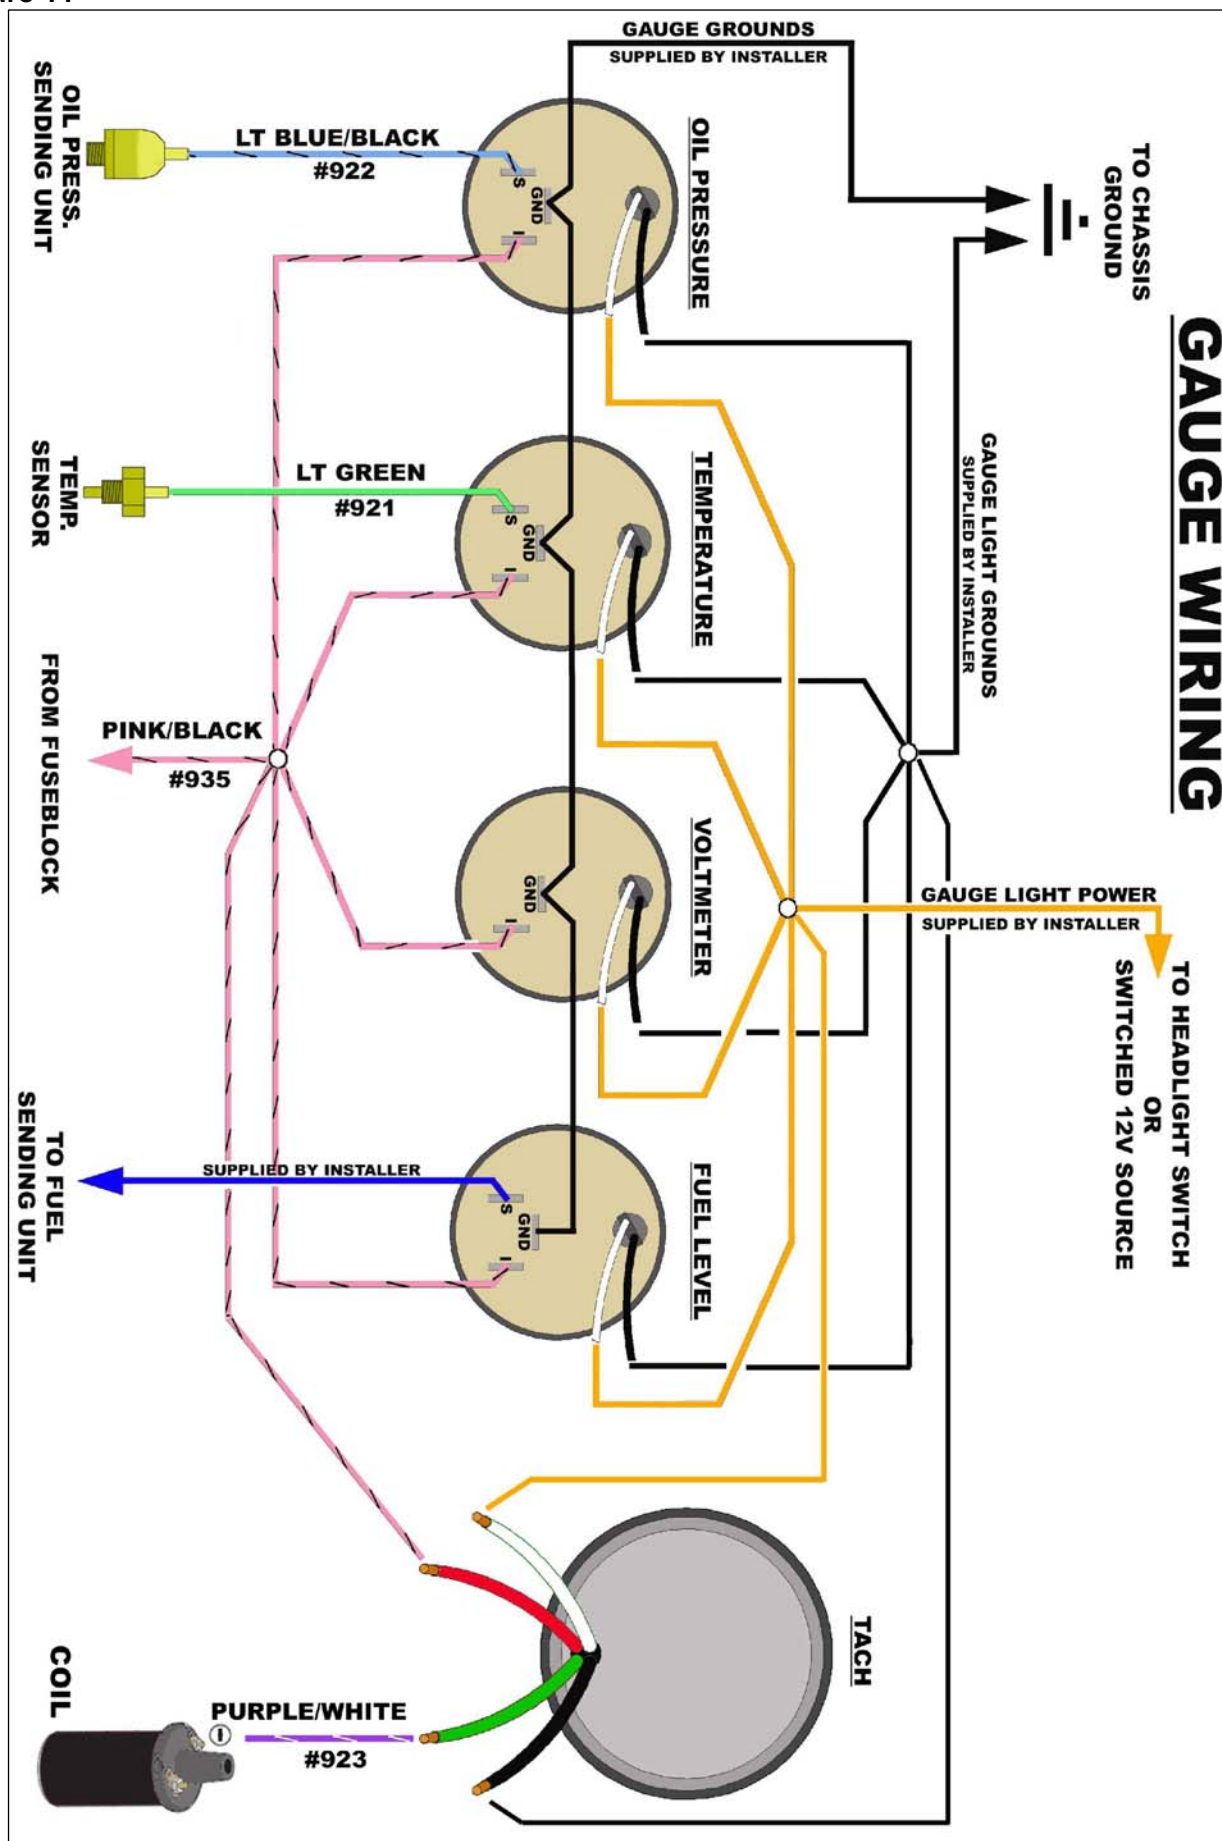 GAUGE WIRING
GAUGE GROUNDS
SUPPLIED BY INSTALLER
TO CHASSIS
GROUND
OIL PRESS.
SENDING UNIT
LT BLUE/BLACK
#922
S
GND
I
OIL PRESSURE
GAUGE LIGHT GROUNDS
SUPPLIED BY INSTALLER
TEMP.
SENSOR
LT GREEN
#921
S
GND
I
TEMPERATURE
FROM FUSEBLOCK
PINK/BLACK
#935
GND
I
VOLTMETER
GAUGE LIGHT POWER
SUPPLIED BY INSTALLER
TO HEADLIGHT SWITCH
OR
SWITCHED 12V SOURCE
TO FUEL
SENDING UNIT
SUPPLIED BY INSTALLER
S
GND
I
FUEL LEVEL
TACH
COIL
PURPLE/WHITE
#923
-